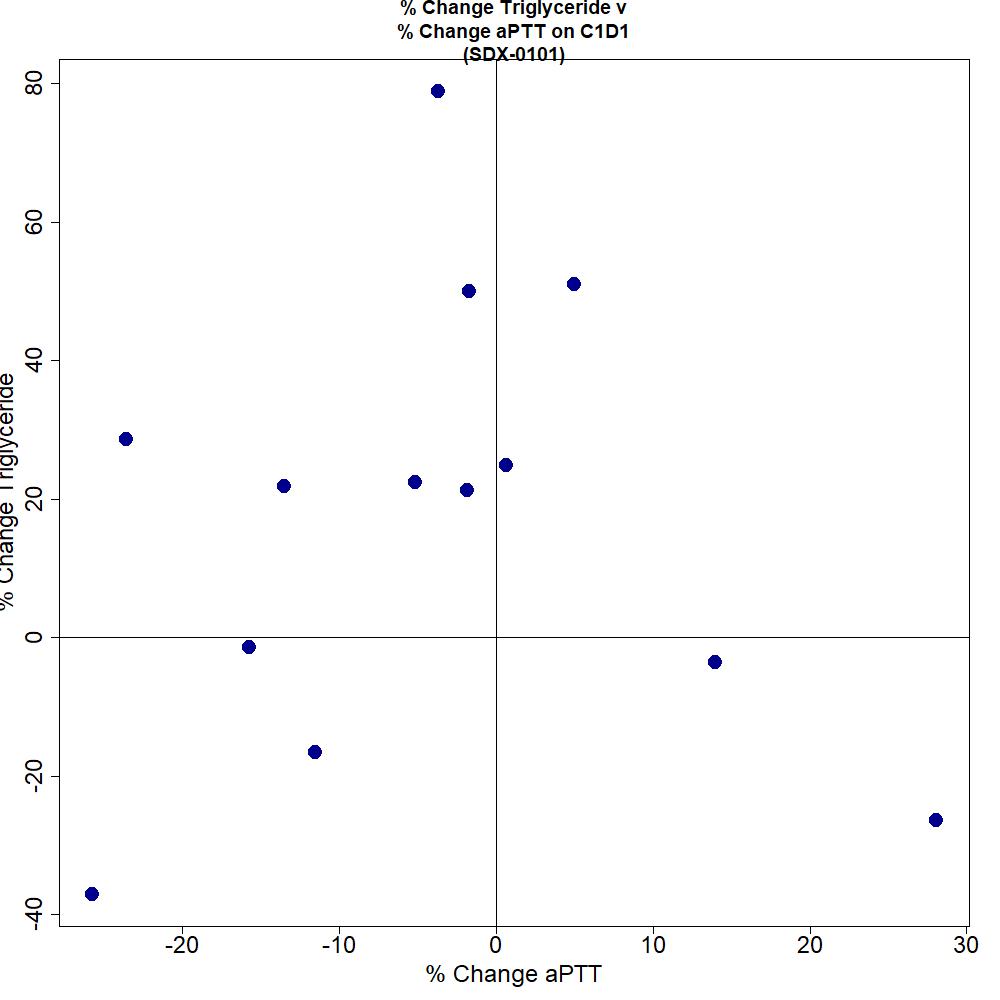 % Change Triglyceride v
% Change aPTT on C1D1
(SDX-0101)
80
60
40
20
0
-20
-40
% Change Triglyceride
-20
-10
0
10
20
30
% Change aPTT